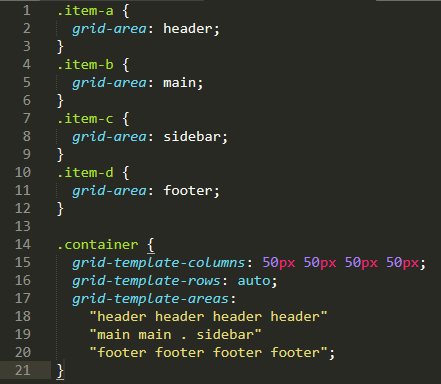 1 .item-a {
2   grid-area: header;
3 }
4 .item-b {
5   grid-area: main;
6 }
7 .item-c {
8   grid-area: sidebar;
9 }
10 .item-d {
11   grid-area: footer;
12 }
13
14 .container {
15   grid-template-columns: 50px 50px 50px 50px;
16   grid-template-rows: auto;
17   grid-template-areas:
18     "header header header header"
19     "main main . sidebar"
20     "footer footer footer footer";
21 }